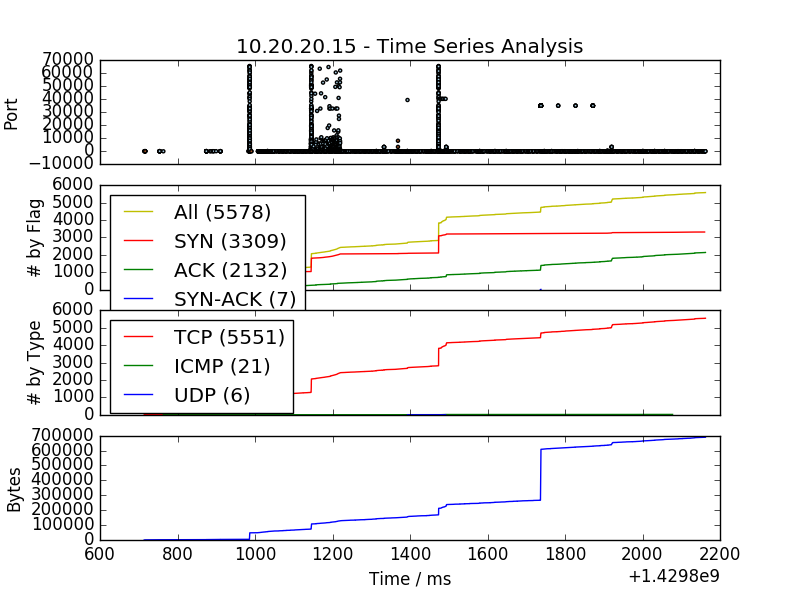 10.20.20.15 - Time Series Analysis
70000
60000
50000
40000
30000
20000
10000
0
−10000
Port
6000
5000
4000
3000
2000
1000
0
# by Flag
All (5578)
SYN (3309)
ACK (2132)
SYN-ACK (7)
6000
5000
4000
3000
2000
1000
0
# by Type
TCP (5551)
ICMP (21)
UDP (6)
700000
600000
500000
400000
300000
200000
100000
0
Bytes
600 800 1000 1200 1400 1600 1800 2000 2200
Time / ms
+1.4298e9